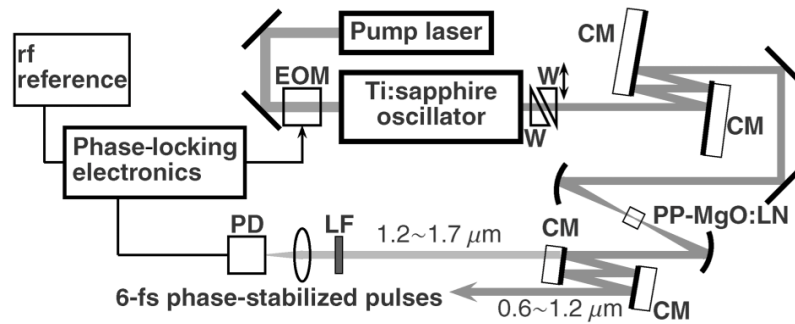 Pump laser
rf
reference
EOM
Ti:sapphire
oscillator
W
W
CM
CM
Phase-locking
electronics
PP-MgO:LN
PD
LF
1.2~1.7 μm
CM
6-fs phase-stabilized pulses
0.6~1.2 μm
CM